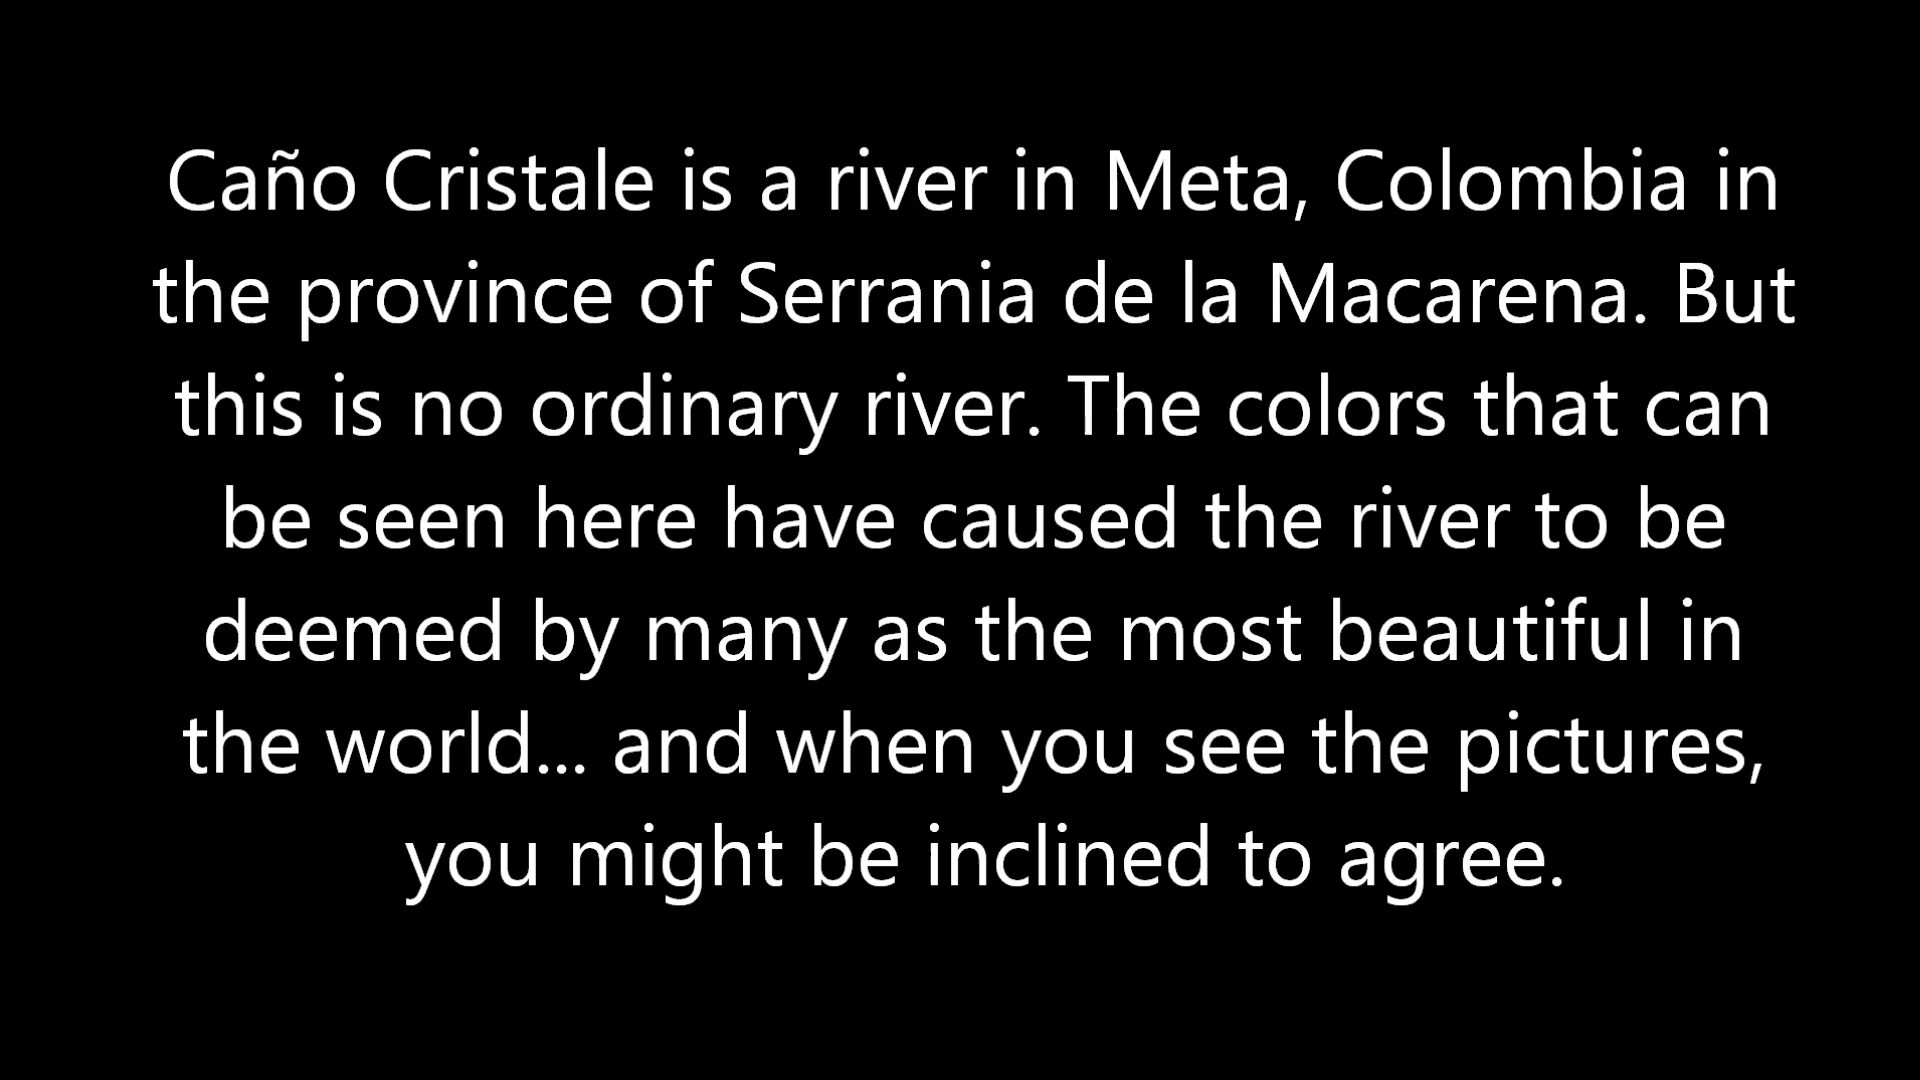 Caño Cristale is a river in Meta, Colombia in
the province of Serrania de la Macarena. But
this is no ordinary river. The colors that can
be seen here have caused the river to be
deemed by many as the most beautiful in
the world... and when you see the pictures,
you might be inclined to agree.